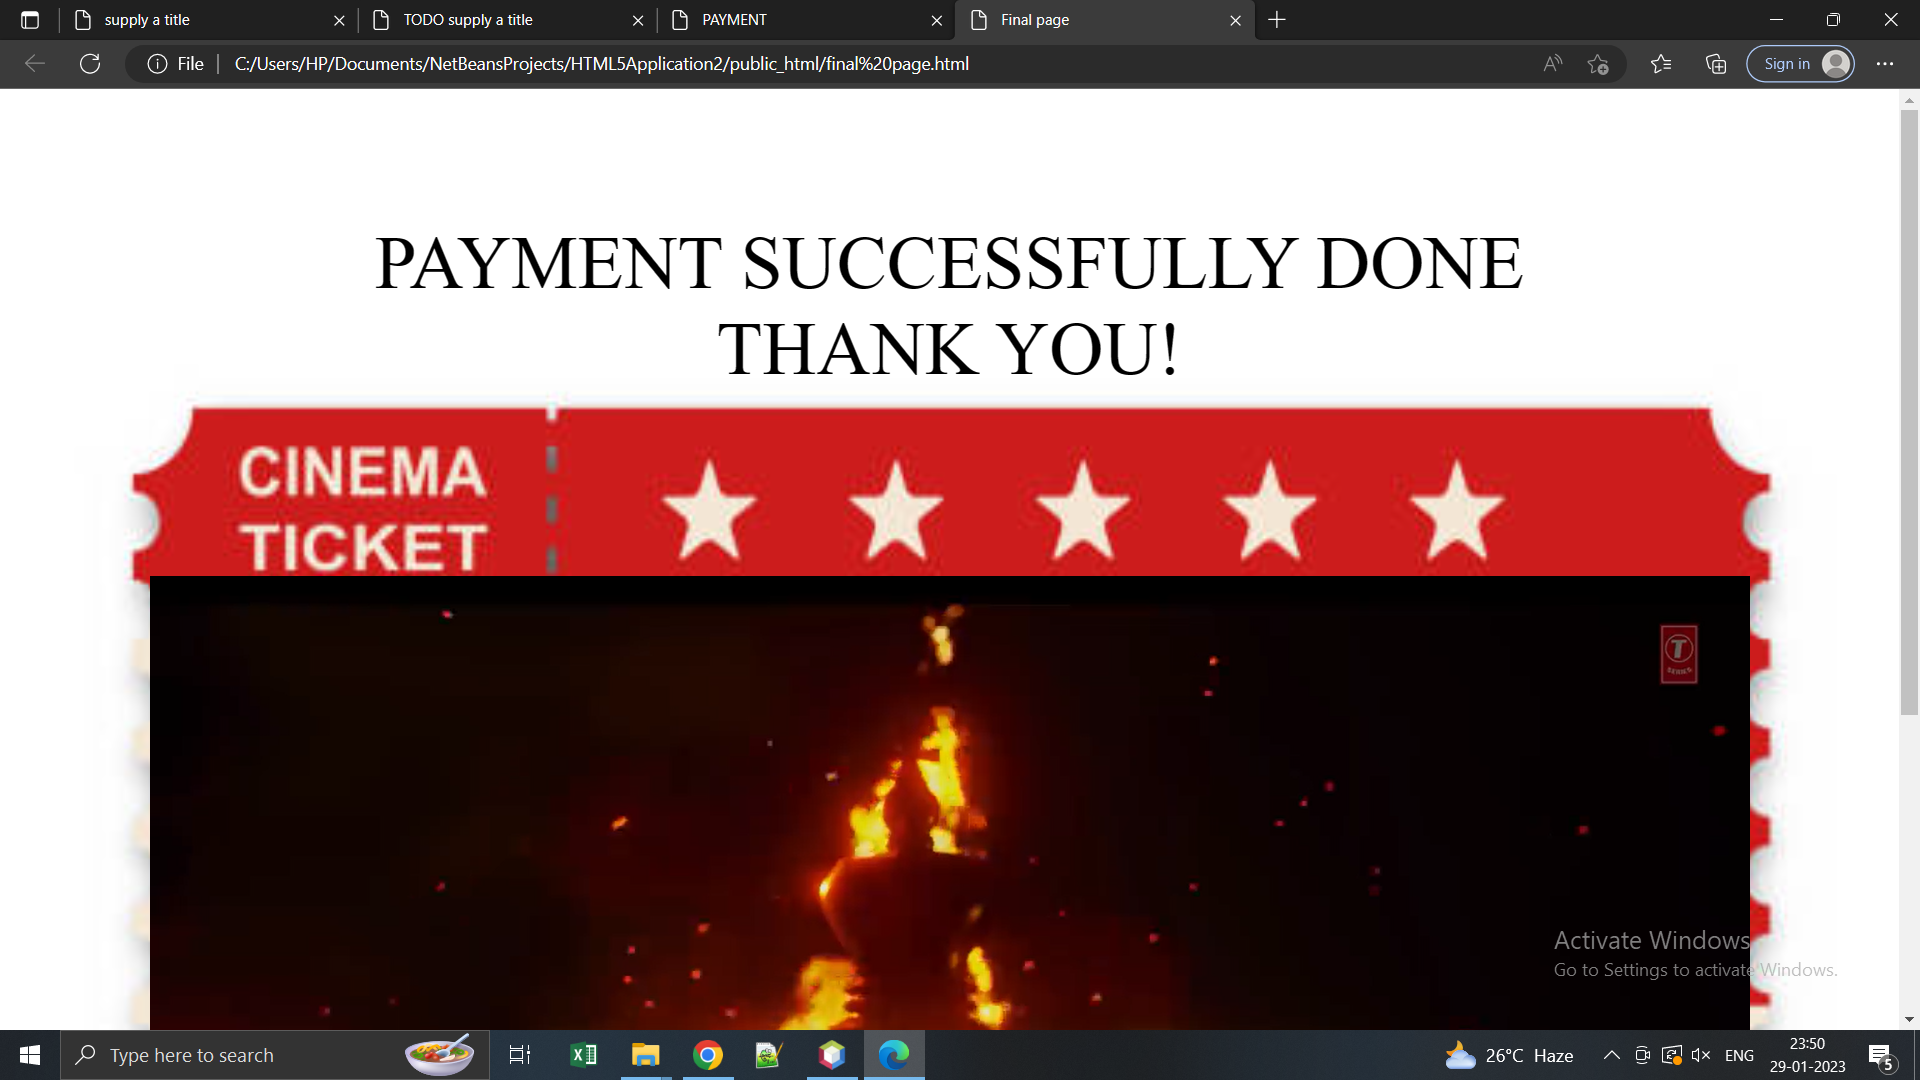 supply a title
TODO supply a title
PAYMENT
Final page
File
C:/Users/HP/Documents/NetBeansProjects/HTML5Application2/public_html/final%20page.html
Sign in
PAYMENT SUCCESSFULLY DONE
THANK YOU!
CINEMA
TICKET
T
SERIES
Activate Windows
Go to Settings to activate Windows.
Type here to search
26°C Haze
ENG
23:50
29-01-2023
5